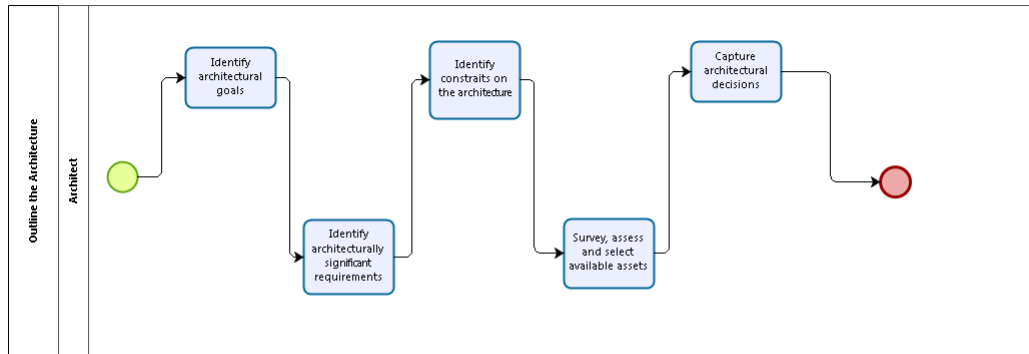 Outline the Architecture
Architect
Identify
architectural
goals
Identify
architecturally
significant
requirements
Identify
constraits on
the architecture
Survey, assess
and select
available assets
Capture
architectural
decisions